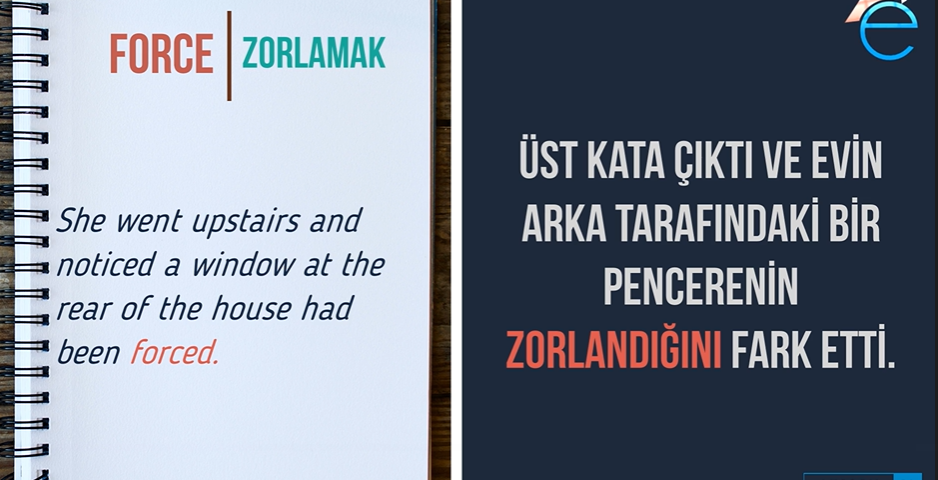 FORCE
ZORLAMAK
She went upstairs and
noticed a window at the
rear of the house had
been forced.
e
ÜST KATA ÇIKTI VE EVİN
ARKA TARAFINDAKİ BİR
PENCERENİN
ZORLANDIĞINI FARK ETTİ.